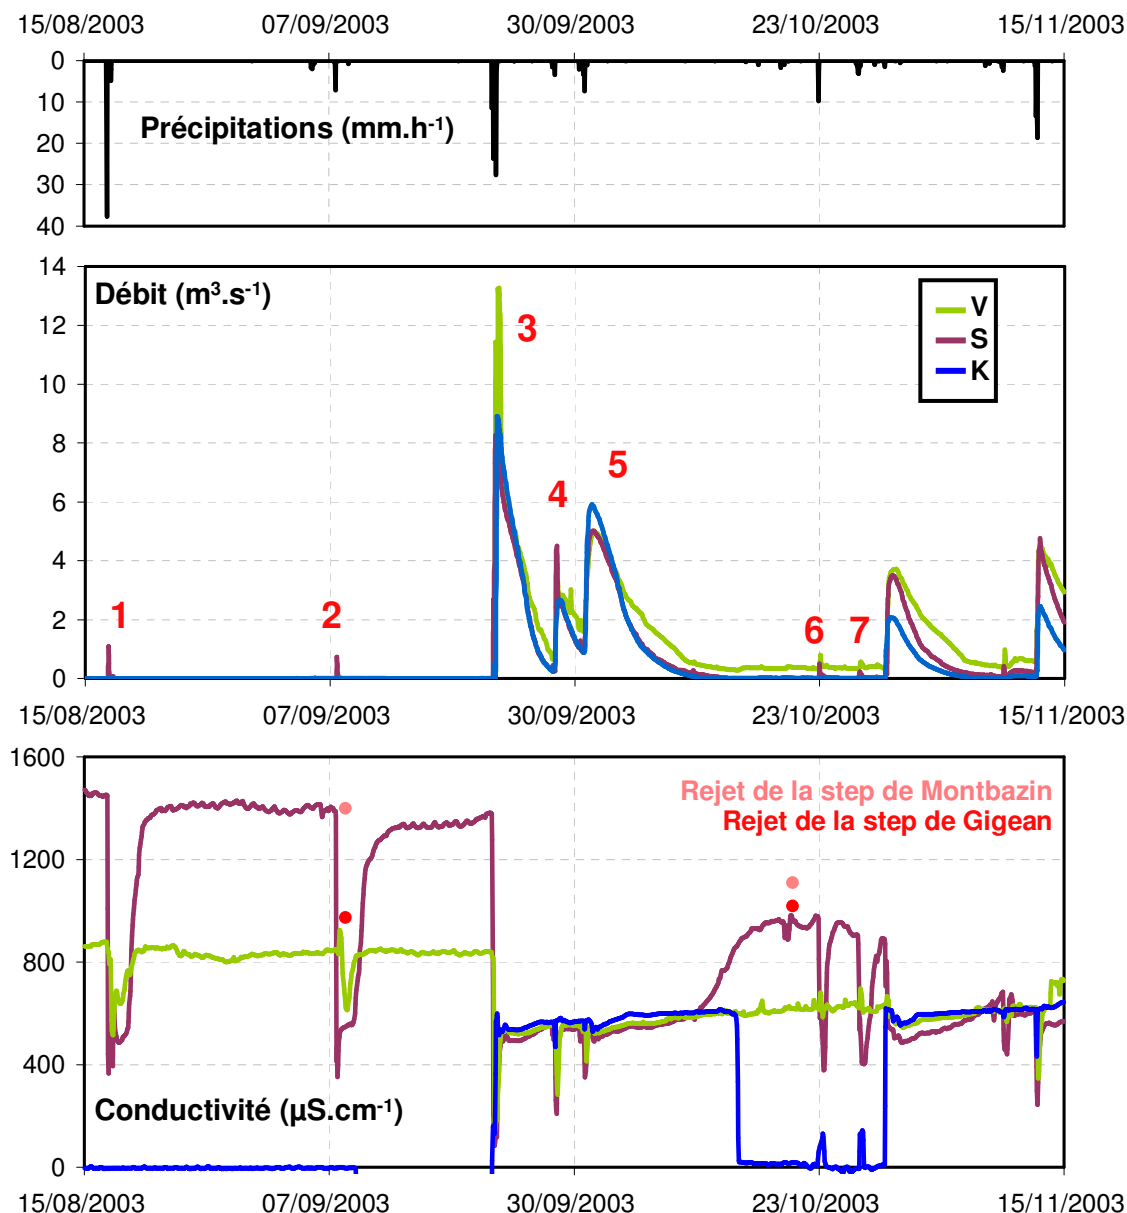 15/08/2003 07/09/2003 30/09/2003 23/10/2003 15/11/2003
0
10
Précipitations (mm.h-1)
20
30
40
14
Débit (m3.s-1)
V
12
3
S
K
10
8
5
6
4
4
2
1 2 6 7
0
15/08/2003 07/09/2003 30/09/2003 23/10/2003 15/11/2003
1600
Rejet de la step de Montbazin
Rejet de la step de Gigean
1200
800
400
Conductivité (µS.cm-1)
0
15/08/2003 07/09/2003 30/09/2003 23/10/2003 15/11/2003